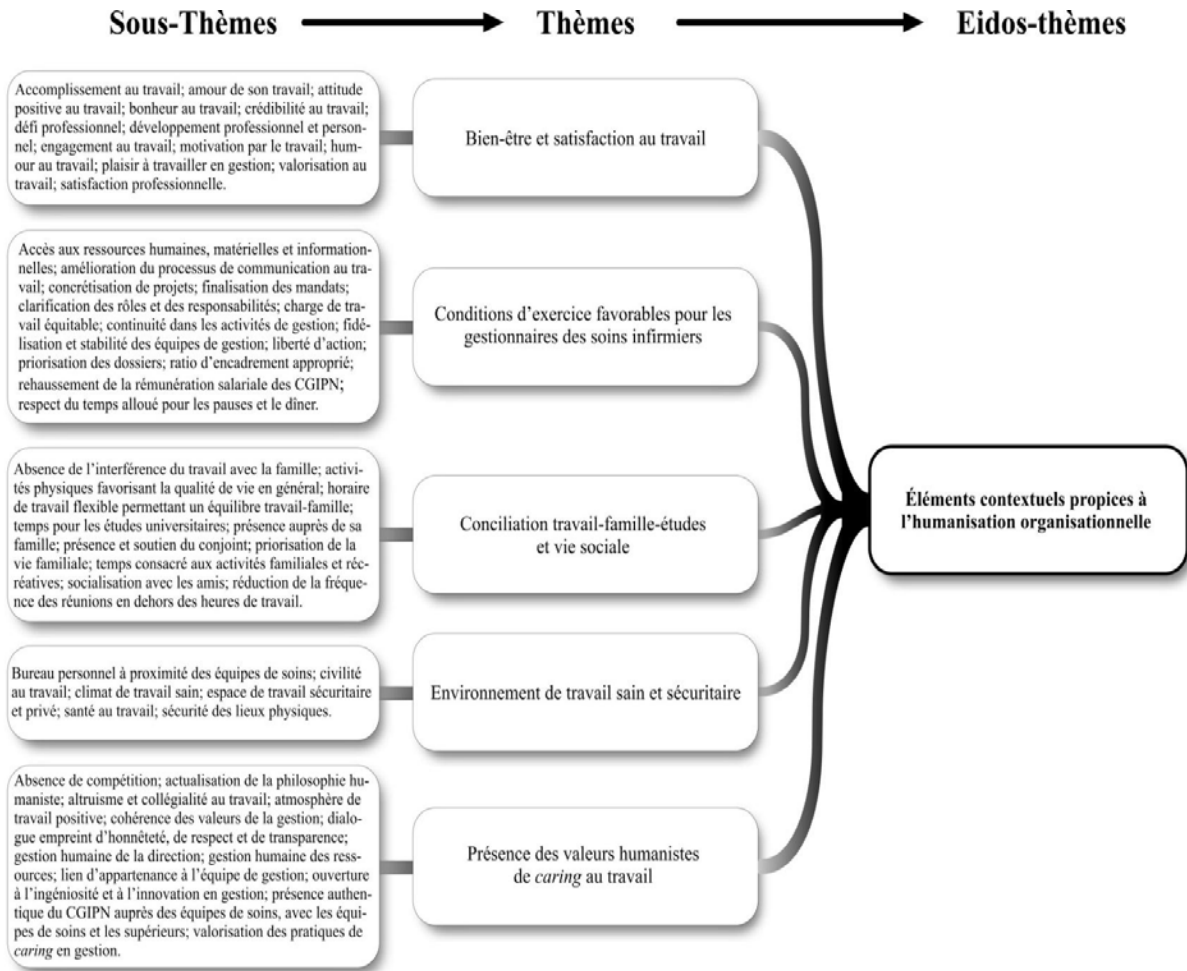 Sous-Thèmes
Thèmes
Eidos-thèmes
Accomplissement au travail; amour de son travail; attitude
positive au travail; bonheur au travail; crédibilité au travail;
défi professionnel; développement professionnel et person-
nel; engagement au travail; motivation par le travail; hum-
our au travail; plaisir à travailler en gestion; valorisation au
travail; satisfaction professionnelle.
Bien-être et satisfaction au travail
Accès aux ressources humaines, matérielles et information-
nelles; amélioration du processus de communication au tra-
vail; concrétisation de projets; finalisation des mandats;
clarification des rôles et des responsabilités; charge de tra-
vail équitable; continuité dans les activités de gestion; fidé-
lisation et stabilité des équipes de gestion; liberté d'action;
priorisation des dossiers; ratio d'encadrement approprié;
rehaussement de la rémunération salariale des CGIPN;
respect du temps alloué pour les pauses et le dîner.
Conditions d'exercice favorables pour les
gestionnaires des soins infirmiers
Absence de l'interférence du travail avec la famille; activi-
tés physiques favorisant la qualité de vie en général; horaire
de travail flexible permettant un équilibre travail-famille;
temps pour les études universitaires; présence auprès de sa
famille; présence et soutien du conjoint; priorisation de la
vie familiale; temps consacré aux activités familiales et ré-
créatives; socialisation avec les amis; réduction de la fréque-
nce des réunions en dehors des heures de travail.
Conciliation travail-famille-études
et vie sociale
Éléments contextuels propices à
l'humanisation organisationnelle
Bureau personnel à proximité des équipes de soins; civilité
au travail; climat de travail sain; espace de travail sécuritaire
et privé; santé au travail; sécurité des lieux physiques.
Environnement de travail sain et sécuritaire
Absence de compétition; actualisation de la philosophie hu-
maniste; altruisme et collégialité au travail; atmosphère de
travail positive; cohérence des valeurs de la gestion; dialo-
gue empreint d'honnêteté, de respect et de transparence;
gestion humaine de la direction; gestion humaine des ress-
ources; lien d'appartenance à l'équipe de gestion; ouverture
à l'ingéniosité et à l'innovation en gestion; présence authen-
tique du CGIPN auprès des équipes de soins, avec les équi-
pes de soins et les supérieurs; valorisation des pratiques de
caring en gestion.
Présence des valeurs humanistes
de caring au travail